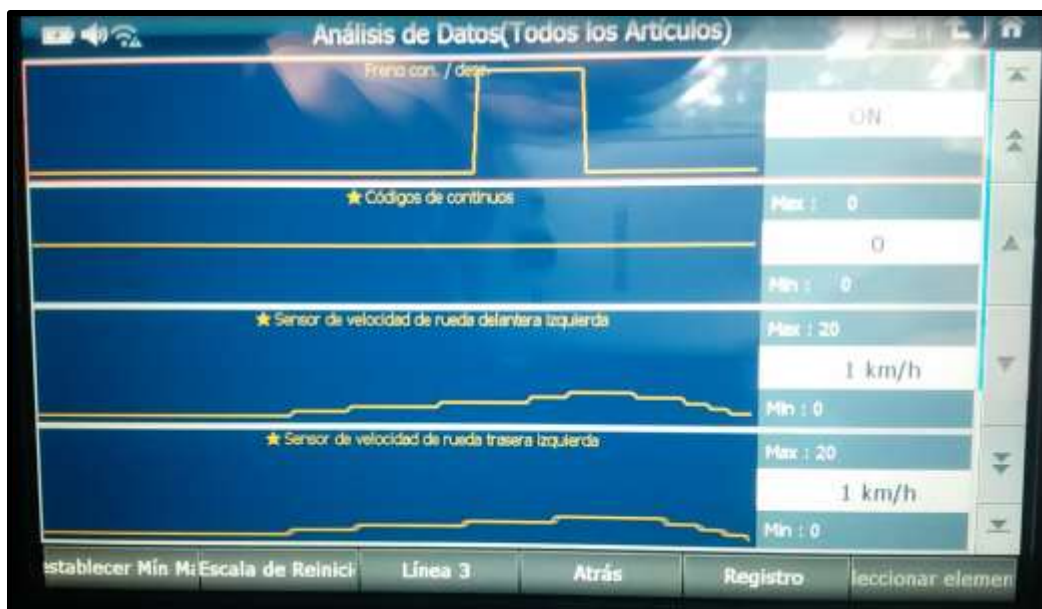 Análisis de Datos(Todos los Artículos)
Freno con. / desn.
ON
★ Códigos de continuos
Max : 0
0
Min : 0
★ Sensor de velocidad de rueda delantera izquierda
Max : 20
1 km/h
Min : 0
★ Sensor de velocidad de rueda trasera izquierda
Max : 20
1 km/h
Min : 0
establecer Mín Má Escala de Reinici Línea 3 Atrás Registro leccionar elemen